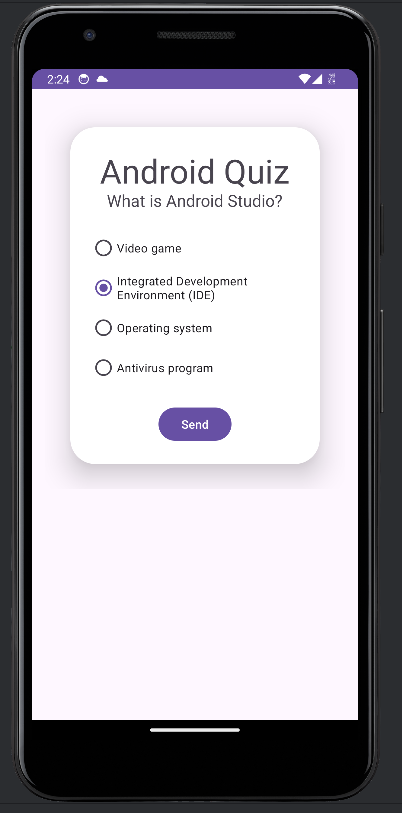 2:24
Android Quiz
What is Android Studio?
Video game
Integrated Development
Environment (IDE)
Operating system
Antivirus program
Send